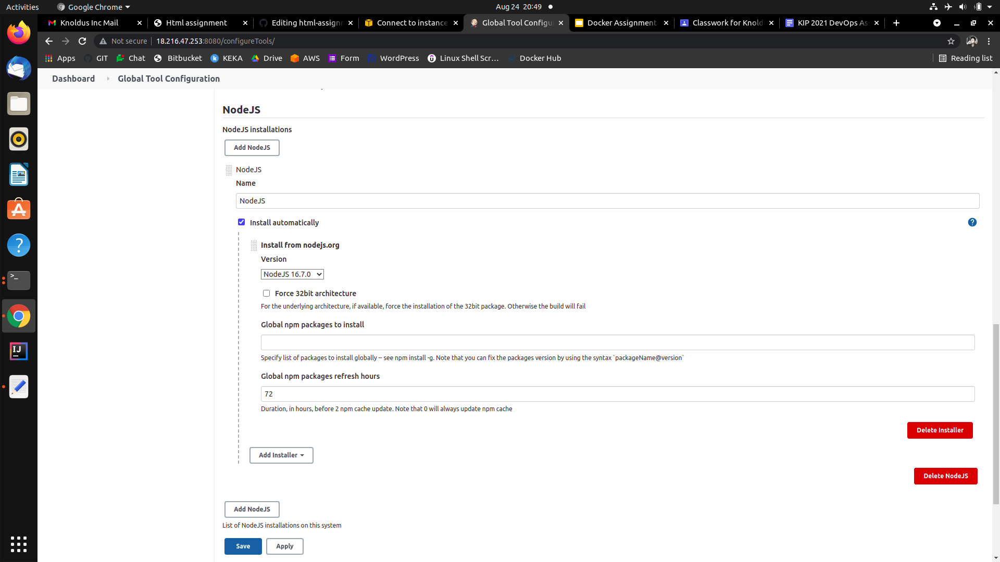 Activities
Google Chrome
Aug 24 20:49
Knoldus Inc Mail
Html assignment
Editing html-assign
Connect to instance
Global Tool Configu
Docker Assignment
Classwork for Knold
KIP 2021 DevOps As
Not secure
18.216.47.253:8080/configureTools/
Apps
GIT
Chat
Bitbucket
KEKA
Drive
AWS
Form
WordPress
Linux Shell Scr...
Docker Hub
Reading list
Dashboard
Global Tool Configuration
NodeJS
NodeJS installations
Add NodeJS
NodeJS
Name
NodeJS
Install automatically
?
Install from nodejs.org
Version
NodeJS 16.7.0
Force 32bit architecture
For the underlying architecture, if available, force the installation of the 32bit package. Otherwise the build will fail
Global npm packages to install
Specify list of packages to install globally -- see npm install -g. Note that you can fix the packages version by using the syntax `packageName@version`
Global npm packages refresh hours
72
Duration, in hours, before 2 npm cache update. Note that 0 will always update npm cache
Delete Installer
Add Installer
Delete NodeJS
Add NodeJS
List of NodeJS installations on this system
Save
Apply